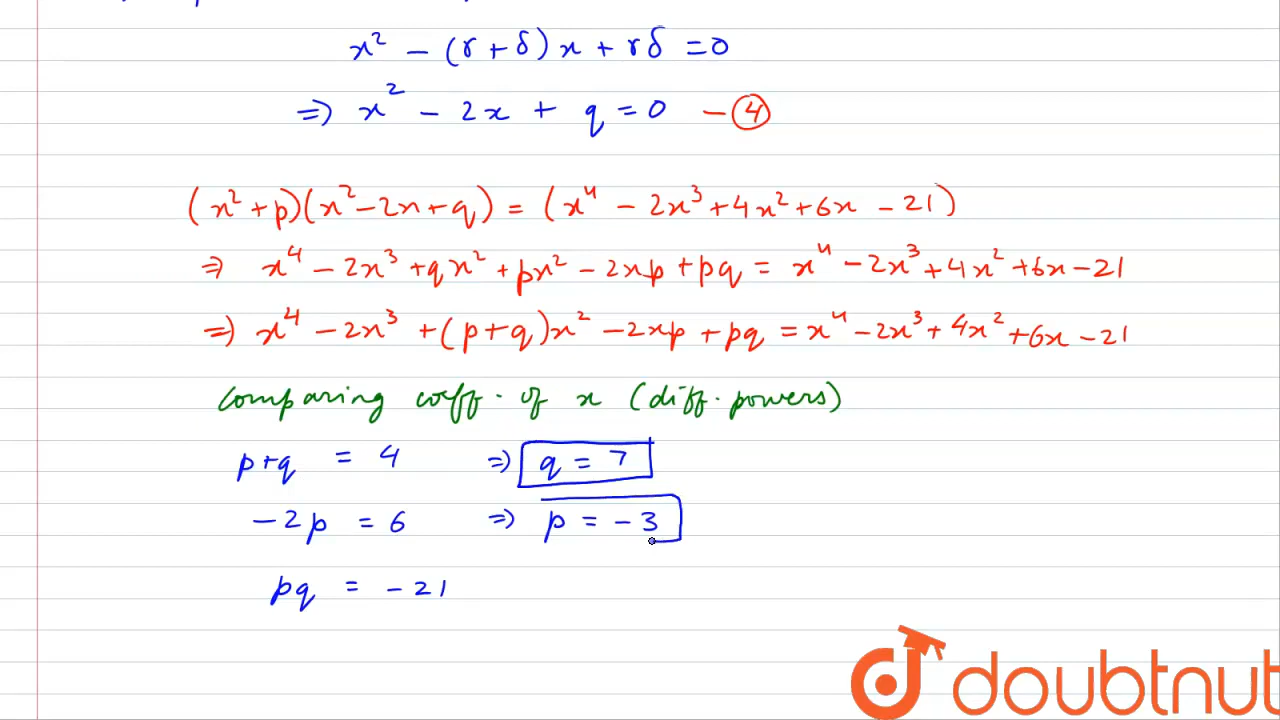 x² - (r + δ) x + rδ = 0
⇒ x² - 2x + q = 0 - ④
(x² + p)(x² - 2x + q) = (x⁴ - 2x³ + 4x² + 6x - 21)
⇒ x⁴ - 2x³ + qx² + px² - 2xp + pq = x⁴ - 2x³ + 4x² + 6x - 21
⇒ x⁴ - 2x³ + (p + q)x² - 2xp + pq = x⁴ - 2x³ + 4x² + 6x - 21
Comparing coeff. of x (diff. powers)
p+q = 4 ⇒ q = 7
-2p = 6 ⇒ p = -3
pq = -21
doubtnut